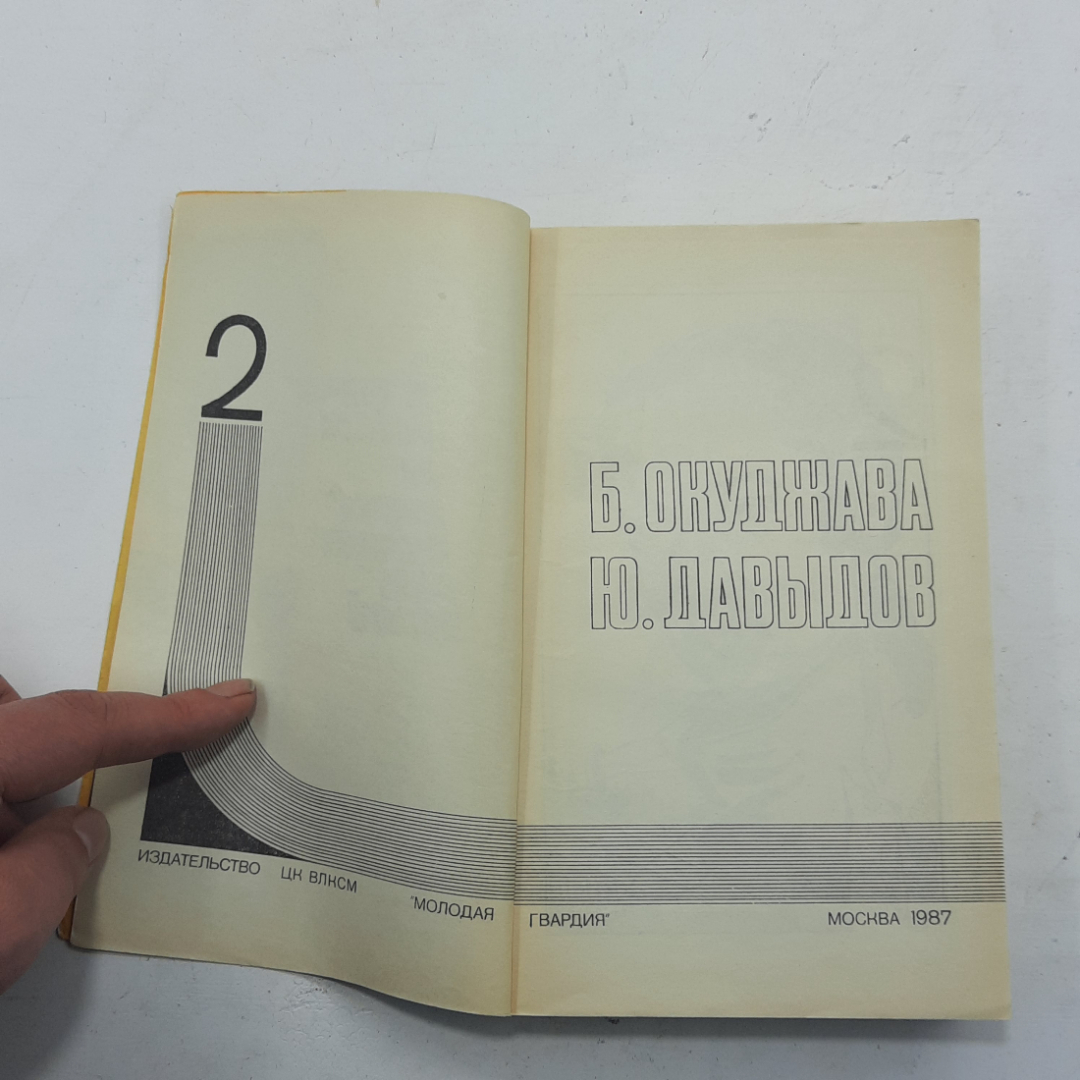 2
Б. ОКУДЖАВА
Ю. ДАВЫДОВ
ИЗДАТЕЛЬСТВО ЦК ВЛКСМ "МОЛОДАЯ ГВАРДИЯ" МОСКВА 1987